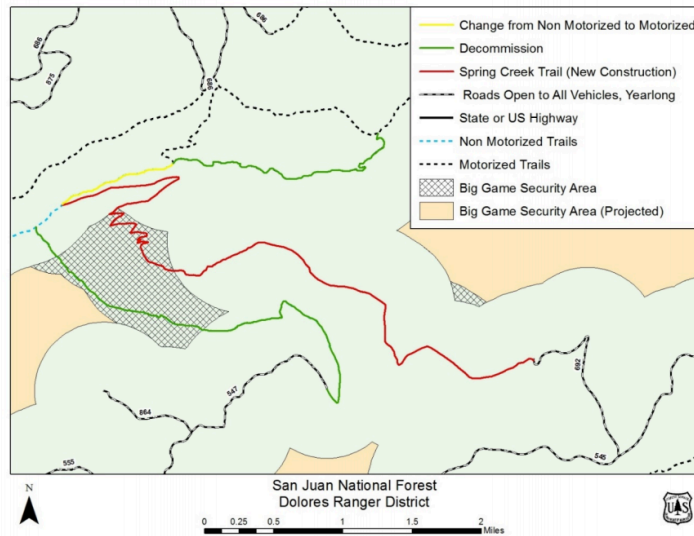 Change from Non Motorized to Motorized
Decommission
Spring Creek Trail (New Construction)
Roads Open to All Vehicles, Yearlong
State or US Highway
Non Motorized Trails
Motorized Trails
Big Game Security Area
Big Game Security Area (Projected)
686
686
675
692
547
664
555
545
N
San Juan National Forest
Dolores Ranger District
0 0.25 0.5 1 1.5 2
Miles
U S